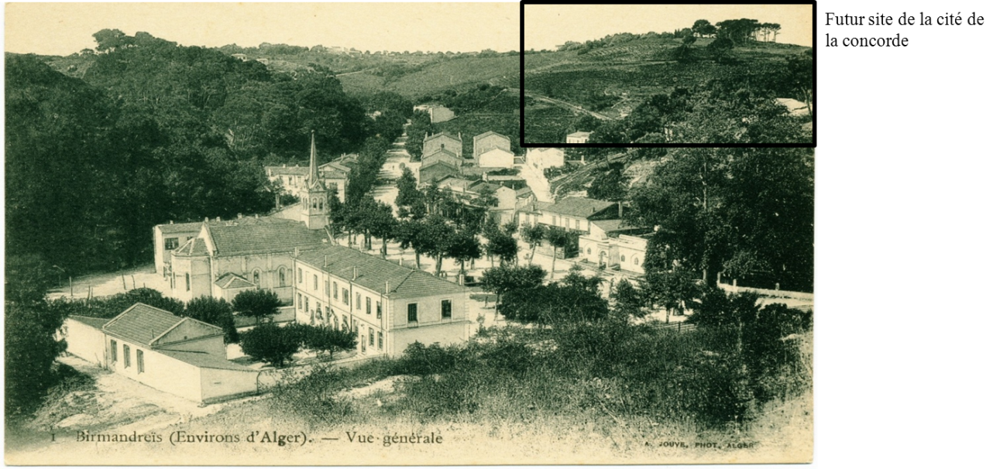 Futur site de la cité de
la concorde
1 Birmandreïs (Environs d'Alger). — Vue générale
A. JOUVE, PHOT., ALGER